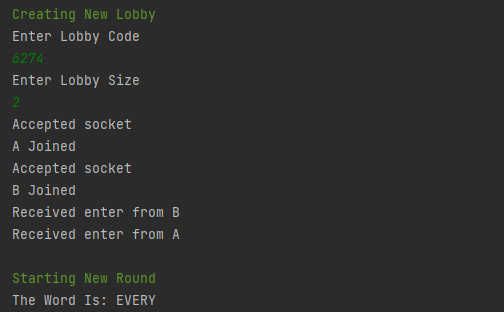 Creating New Lobby
Enter Lobby Code
6274
Enter Lobby Size
2
Accepted socket
A Joined
Accepted socket
B Joined
Received enter from B
Received enter from A
Starting New Round
The Word Is: EVERY